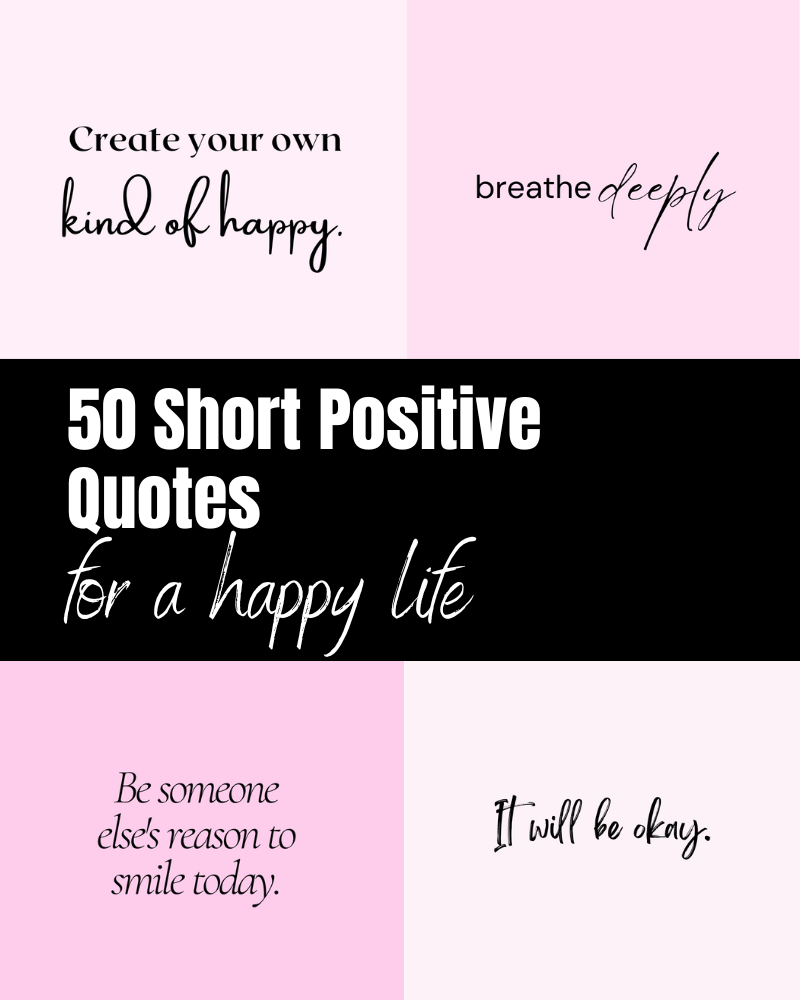 Create your own
kind of happy.
breathe deeply
50 Short Positive
Quotes
for a happy life
Be someone
else's reason to
smile today.
It will be okay.